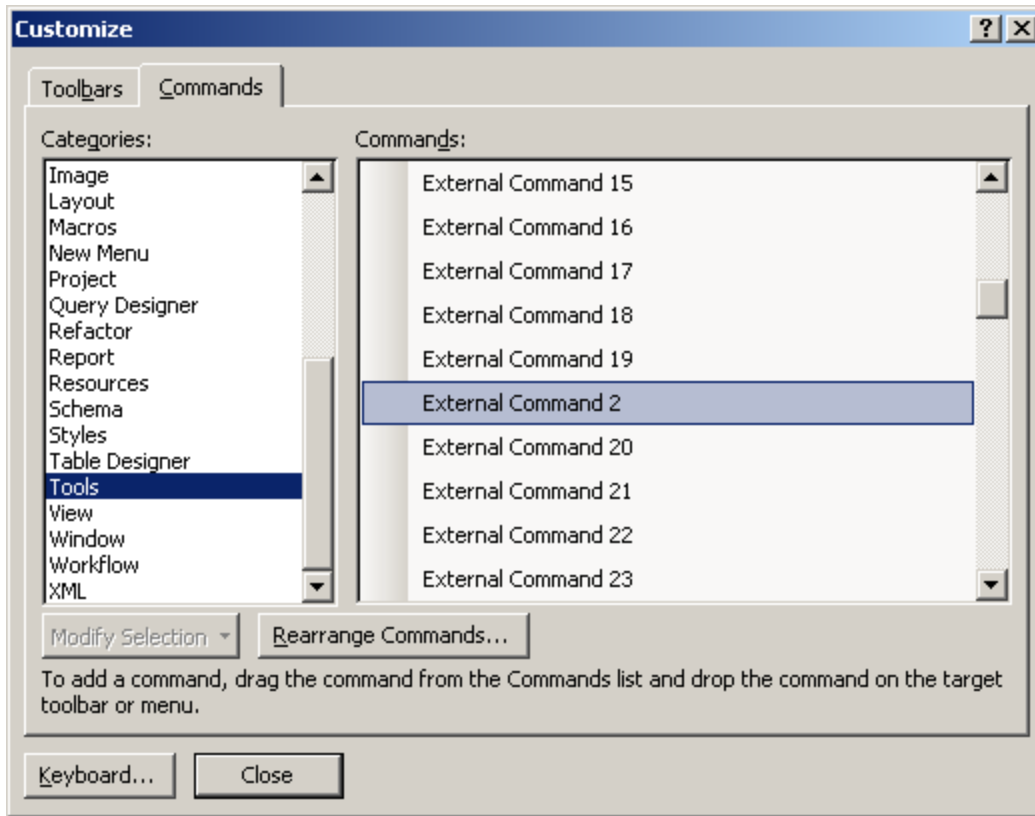 Customize
Toolbars Commands
Categories:
Image
Layout
Macros
New Menu
Project
Query Designer
Refactor
Report
Resources
Schema
Styles
Table Designer
Tools
View
Window
Workflow
XML
Commands:
External Command 15
External Command 16
External Command 17
External Command 18
External Command 19
External Command 2
External Command 20
External Command 21
External Command 22
External Command 23
Modify Selection Rearrange Commands...
To add a command, drag the command from the Commands list and drop the command on the target
toolbar or menu.
Keyboard... Close